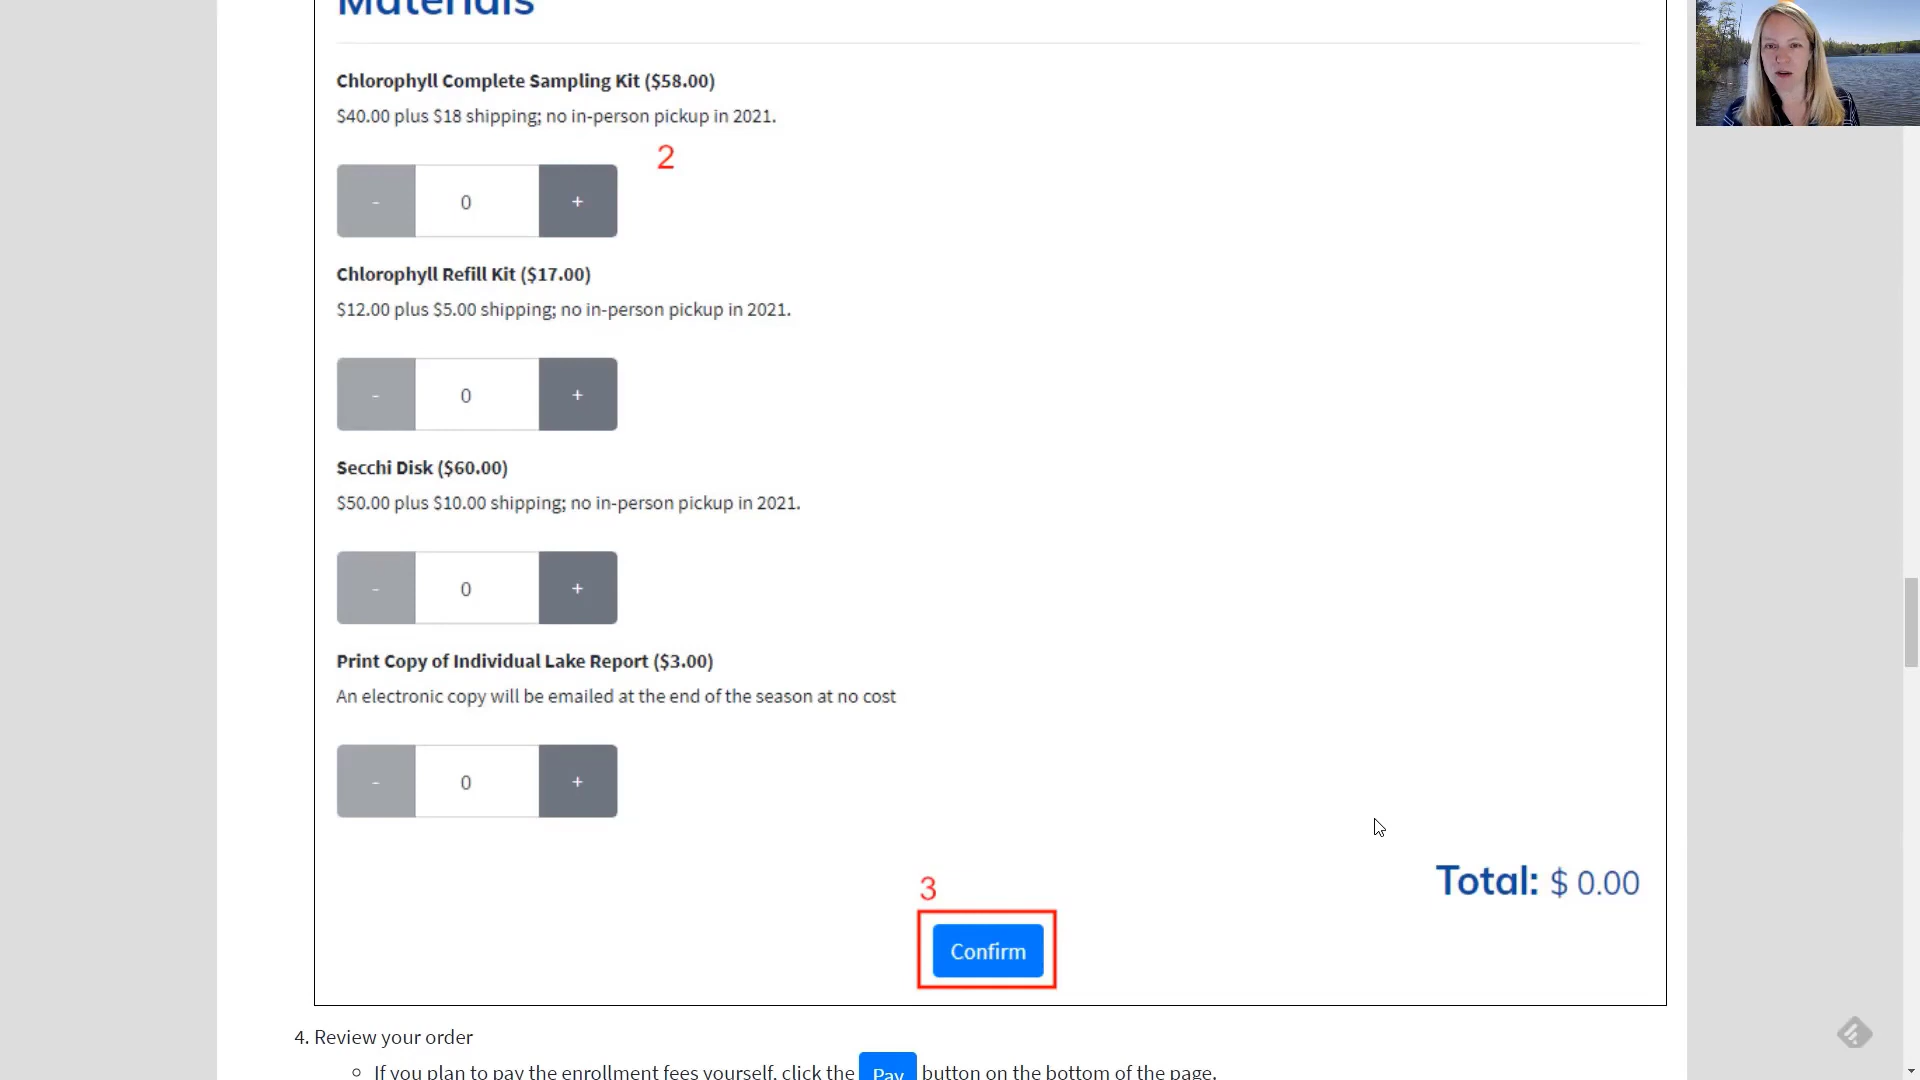 Materials
Chlorophyll Complete Sampling Kit ($58.00)
$40.00 plus $18 shipping; no in-person pickup in 2021.
2
- 0 +
Chlorophyll Refill Kit ($17.00)
$12.00 plus $5.00 shipping; no in-person pickup in 2021.
- 0 +
Secchi Disk ($60.00)
$50.00 plus $10.00 shipping; no in-person pickup in 2021.
- 0 +
Print Copy of Individual Lake Report ($3.00)
An electronic copy will be emailed at the end of the season at no cost
- 0 +
Total: $ 0.00
3
Confirm
4. Review your order
If you plan to pay the enrollment fees yourself, click the Pay button on the bottom of the page.